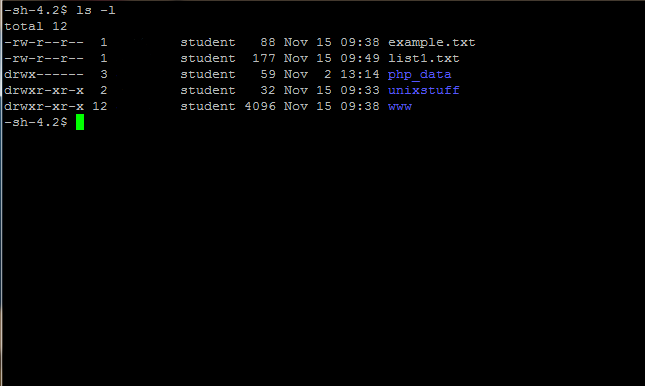 -sh-4.2$ ls -l
total 12
-rw-r--r--  1         student   88 Nov 15 09:38 example.txt
-rw-r--r--  1         student  177 Nov 15 09:49 list1.txt
drwx------  3         student   59 Nov  2 13:14 php_data
drwxr-xr-x  2         student   32 Nov 15 09:33 unixstuff
drwxr-xr-x 12         student 4096 Nov 15 09:38 www
-sh-4.2$